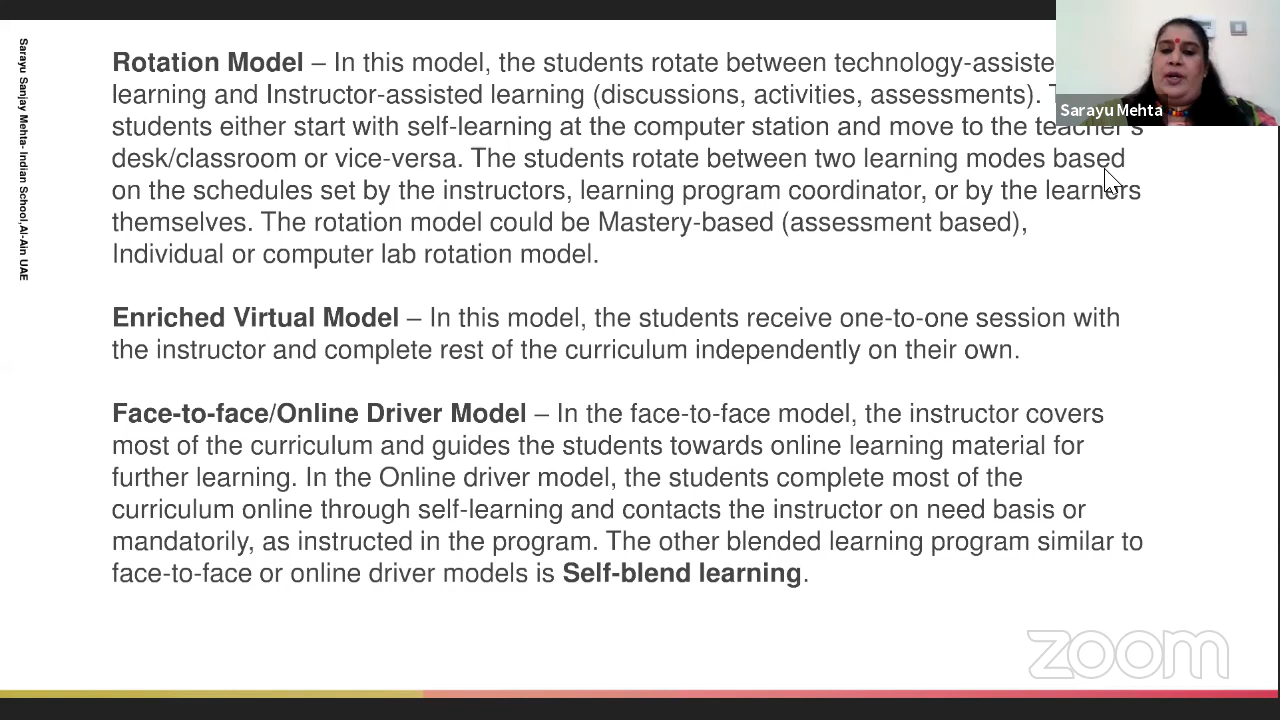 Sarayu Sanjay Mehta- Indian School,Al-Ain UAE
Rotation Model – In this model, the students rotate between technology-assiste
learning and Instructor-assisted learning (discussions, activities, assessments).
students either start with self-learning at the computer station and move to the teacher's
desk/classroom or vice-versa. The students rotate between two learning modes based
on the schedules set by the instructors, learning program coordinator, or by the learners
themselves. The rotation model could be Mastery-based (assessment based),
Individual or computer lab rotation model.
Enriched Virtual Model – In this model, the students receive one-to-one session with
the instructor and complete rest of the curriculum independently on their own.
Face-to-face/Online Driver Model – In the face-to-face model, the instructor covers
most of the curriculum and guides the students towards online learning material for
further learning. In the Online driver model, the students complete most of the
curriculum online through self-learning and contacts the instructor on need basis or
mandatorily, as instructed in the program. The other blended learning program similar to
face-to-face or online driver models is Self-blend learning.
Sarayu Mehta
zoom